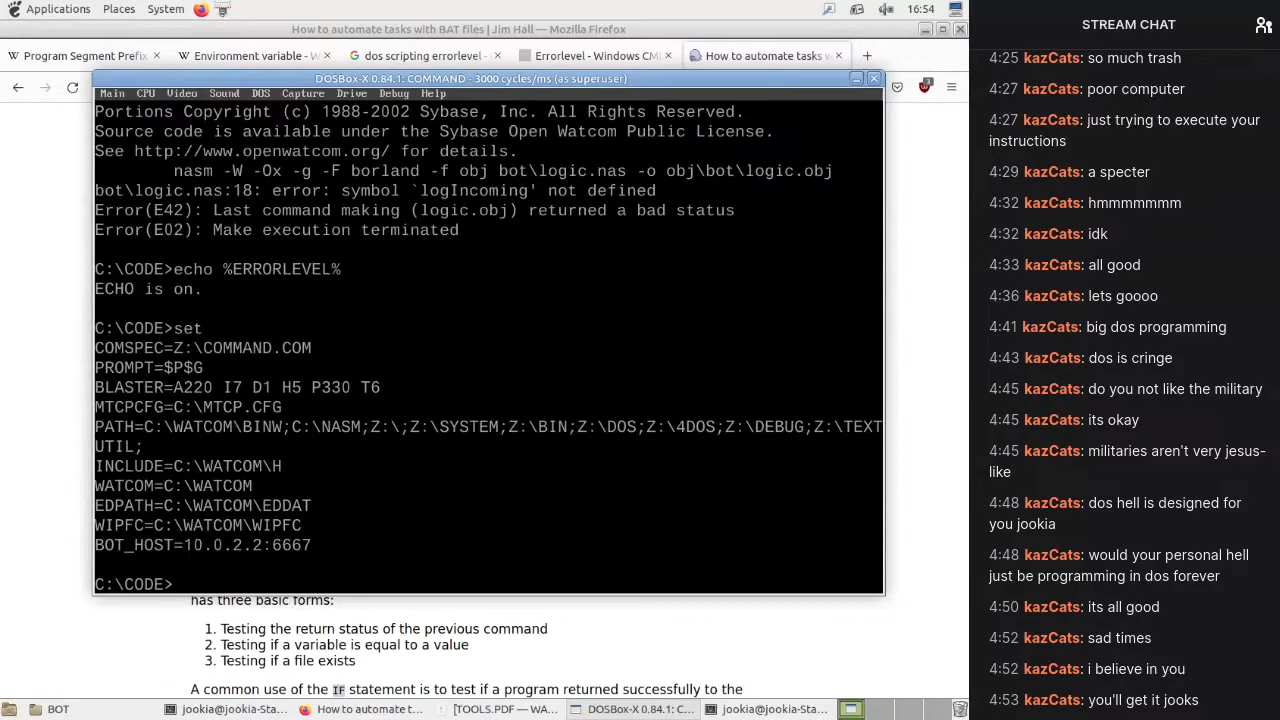 Applications Places System 16:54
How to automate tasks with BAT files | Jim Hall — Mozilla Firefox
Program Segment Prefix Environment variable - W dos scripting errorlevel - Errorlevel - Windows CM How to automate tasks w
3
DOSBox-X 0.84.1: COMMAND - 3000 cycles/ms (as superuser)
Main CPU Video Sound DOS Capture Drive Debug Help
Portions Copyright (c) 1988-2002 Sybase, Inc. All Rights Reserved.
Source code is available under the Sybase Open Watcom Public License.
See http://www.openwatcom.org/ for details.
nasm -W -Ox -g -F borland -f obj bot\logic.nas -o obj\bot\logic.obj
bot\logic.nas:18: error: symbol `logIncoming' not defined
Error(E42): Last command making (logic.obj) returned a bad status
Error(E02): Make execution terminated
C:\CODE>echo %ERRORLEVEL%
ECHO is on.
C:\CODE>set
COMSPEC=Z:\COMMAND.COM
PROMPT=$P$G
BLASTER=A220 I7 D1 H5 P330 T6
MTCPCFG=C:\MTCP.CFG
PATH=C:\WATCOM\BINW;C:\NASM;Z:\;Z:\SYSTEM;Z:\BIN;Z:\DOS;Z:\4DOS;Z:\DEBUG;Z:\TEXT
UTIL;
INCLUDE=C:\WATCOM\H
WATCOM=C:\WATCOM
EDPATH=C:\WATCOM\EDDAT
WIPFC=C:\WATCOM\WIPFC
BOT_HOST=10.0.2.2:6667
C:\CODE>
has three basic forms:
1. Testing the return status of the previous command
2. Testing if a variable is equal to a value
3. Testing if a file exists
A common use of the IF statement is to test if a program returned successfully to the
BOT jookia@jookia-Sta... How to automate t... [TOOLS.PDF — WA... DOSBox-X 0.84.1: C... jookia@jookia-Sta...
STREAM CHAT
4:25 kazCats: so much trash
4:27 kazCats: poor computer
4:27 kazCats: just trying to execute your
instructions
4:29 kazCats: a specter
4:32 kazCats: hmmmmmmm
4:32 kazCats: idk
4:33 kazCats: all good
4:36 kazCats: lets goooo
4:41 kazCats: big dos programming
4:43 kazCats: dos is cringe
4:45 kazCats: do you not like the military
4:45 kazCats: its okay
4:45 kazCats: militaries aren't very jesus-
like
4:48 kazCats: dos hell is designed for
you jookia
4:48 kazCats: would your personal hell
just be programming in dos forever
4:50 kazCats: its all good
4:52 kazCats: sad times
4:52 kazCats: i believe in you
4:53 kazCats: you'll get it jooks